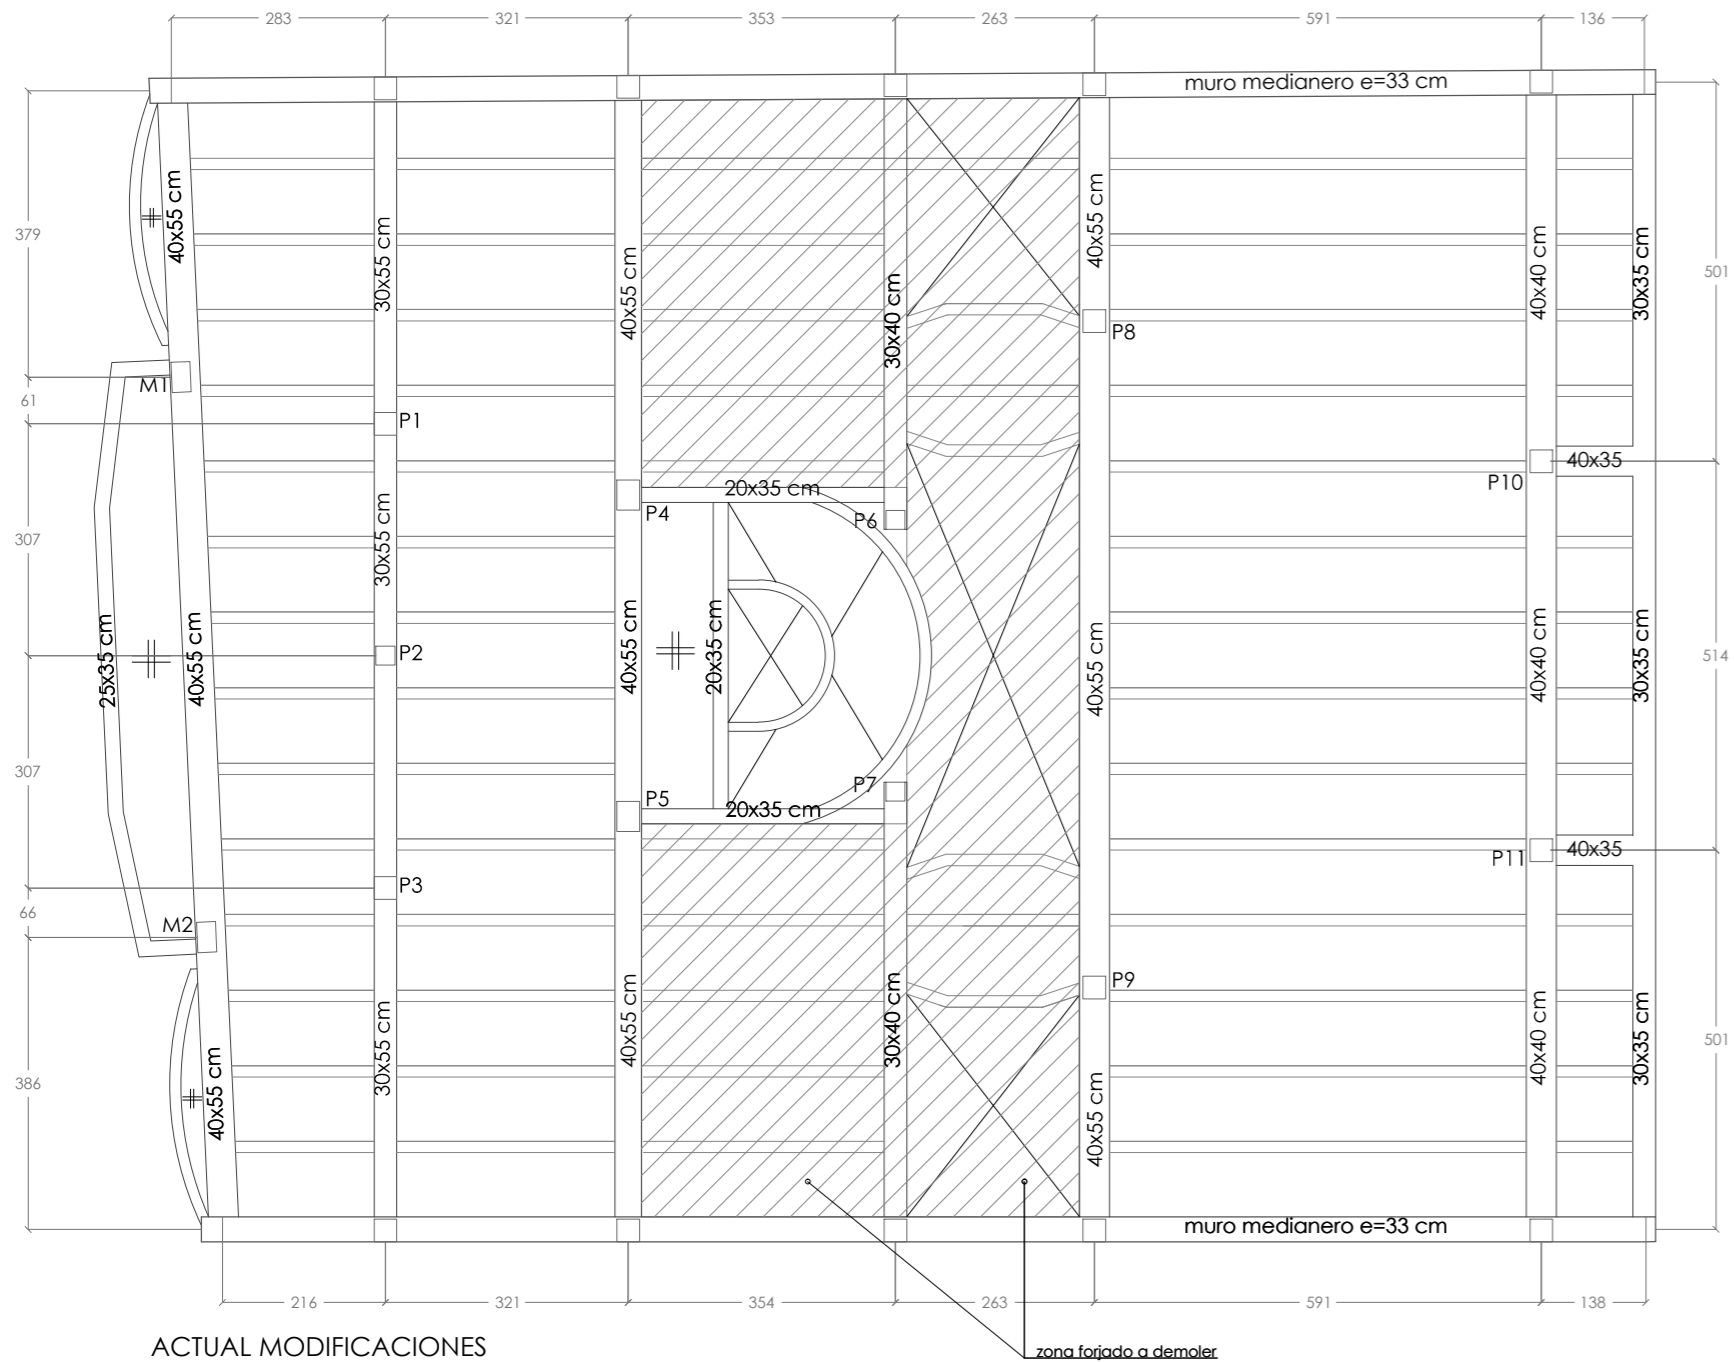 283
321
353
263
591
136
muro medianero e=33 cm
379
61
307
307
66
386
501
514
501
40x55 cm
30x55 cm
40x55 cm
30x40 cm
40x55 cm
40x40 cm
30x35 cm
M1
P1
P8
P10
40x35
20x35 cm
P4
P6
30x55 cm
25x35 cm
40x55 cm
P2
40x55 cm
20x35 cm
40x55 cm
40x40 cm
30x35 cm
P5
20x35 cm
P7
P11
40x35
P3
M2
P9
40x55 cm
30x55 cm
40x55 cm
30x40 cm
40x55 cm
40x40 cm
30x35 cm
muro medianero e=33 cm
216
321
354
263
591
138
ACTUAL MODIFICACIONES
zona forjado a demoler